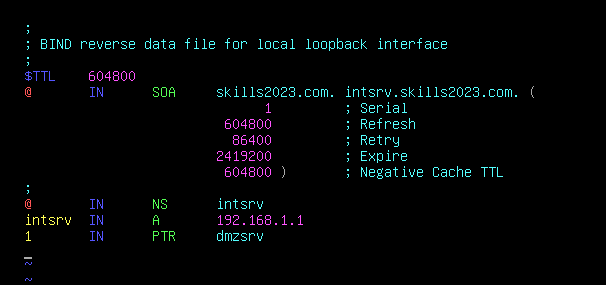 ;
; BIND reverse data file for local loopback interface
;
$TTL    604800
@       IN      SOA     skills2023.com. intsrv.skills2023.com. (
                              1         ; Serial
                         604800         ; Refresh
                          86400         ; Retry
                        2419200         ; Expire
                         604800 )       ; Negative Cache TTL
;
@       IN      NS      intsrv
intsrv  IN      A       192.168.1.1
1       IN      PTR     dmzsrv
~
~